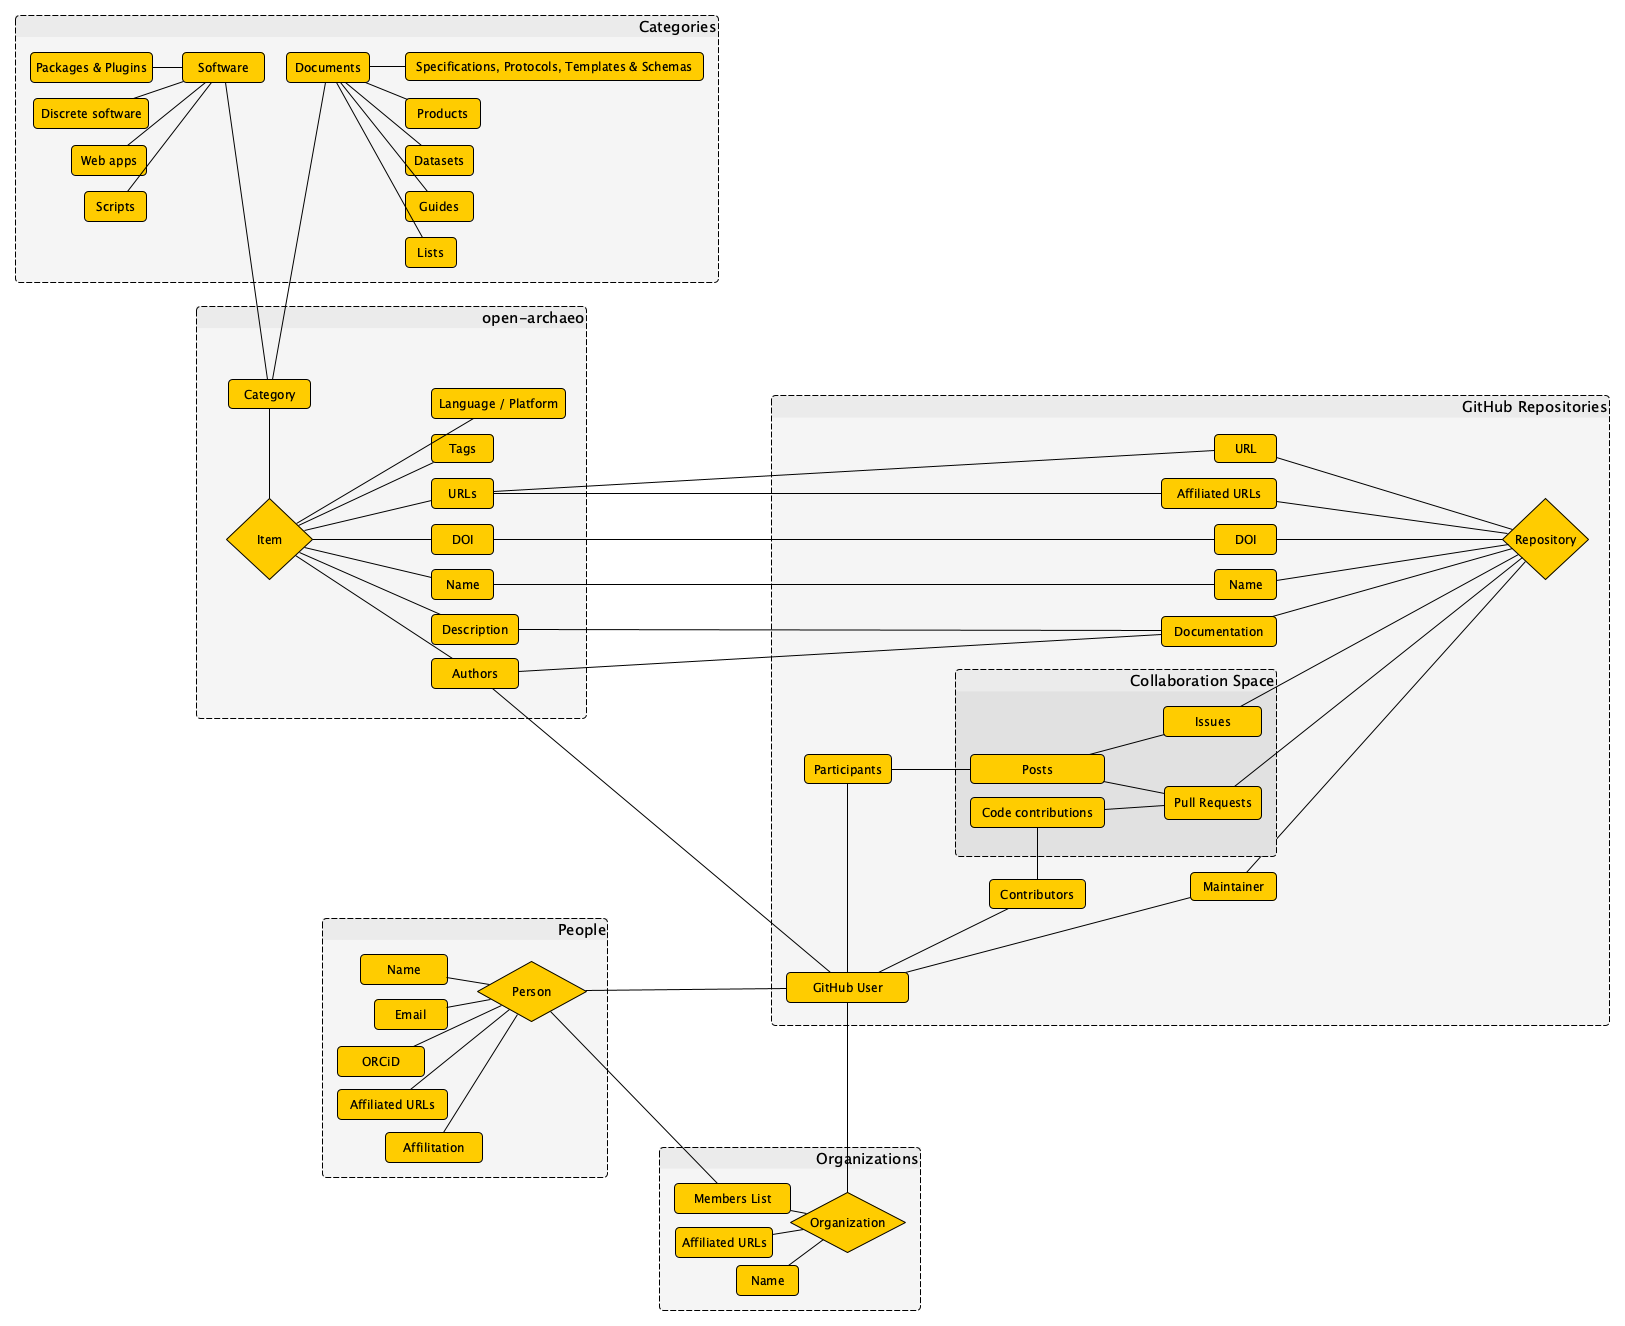 Categories
Packages & Plugins
Software
Documents
Specifications, Protocols, Templates & Schemas
Discrete software
Products
Web apps
Datasets
Scripts
Guides
Lists
open-archaeo
Category
Language / Platform
Tags
URLs
Item
DOI
Name
Description
Authors
GitHub Repositories
URL
Affiliated URLs
DOI
Repository
Name
Documentation
Collaboration Space
Issues
Participants
Posts
Pull Requests
Code contributions
Contributors
Maintainer
GitHub User
People
Name
Person
Email
ORCiD
Affiliated URLs
Affilitation
Organizations
Members List
Organization
Affiliated URLs
Name